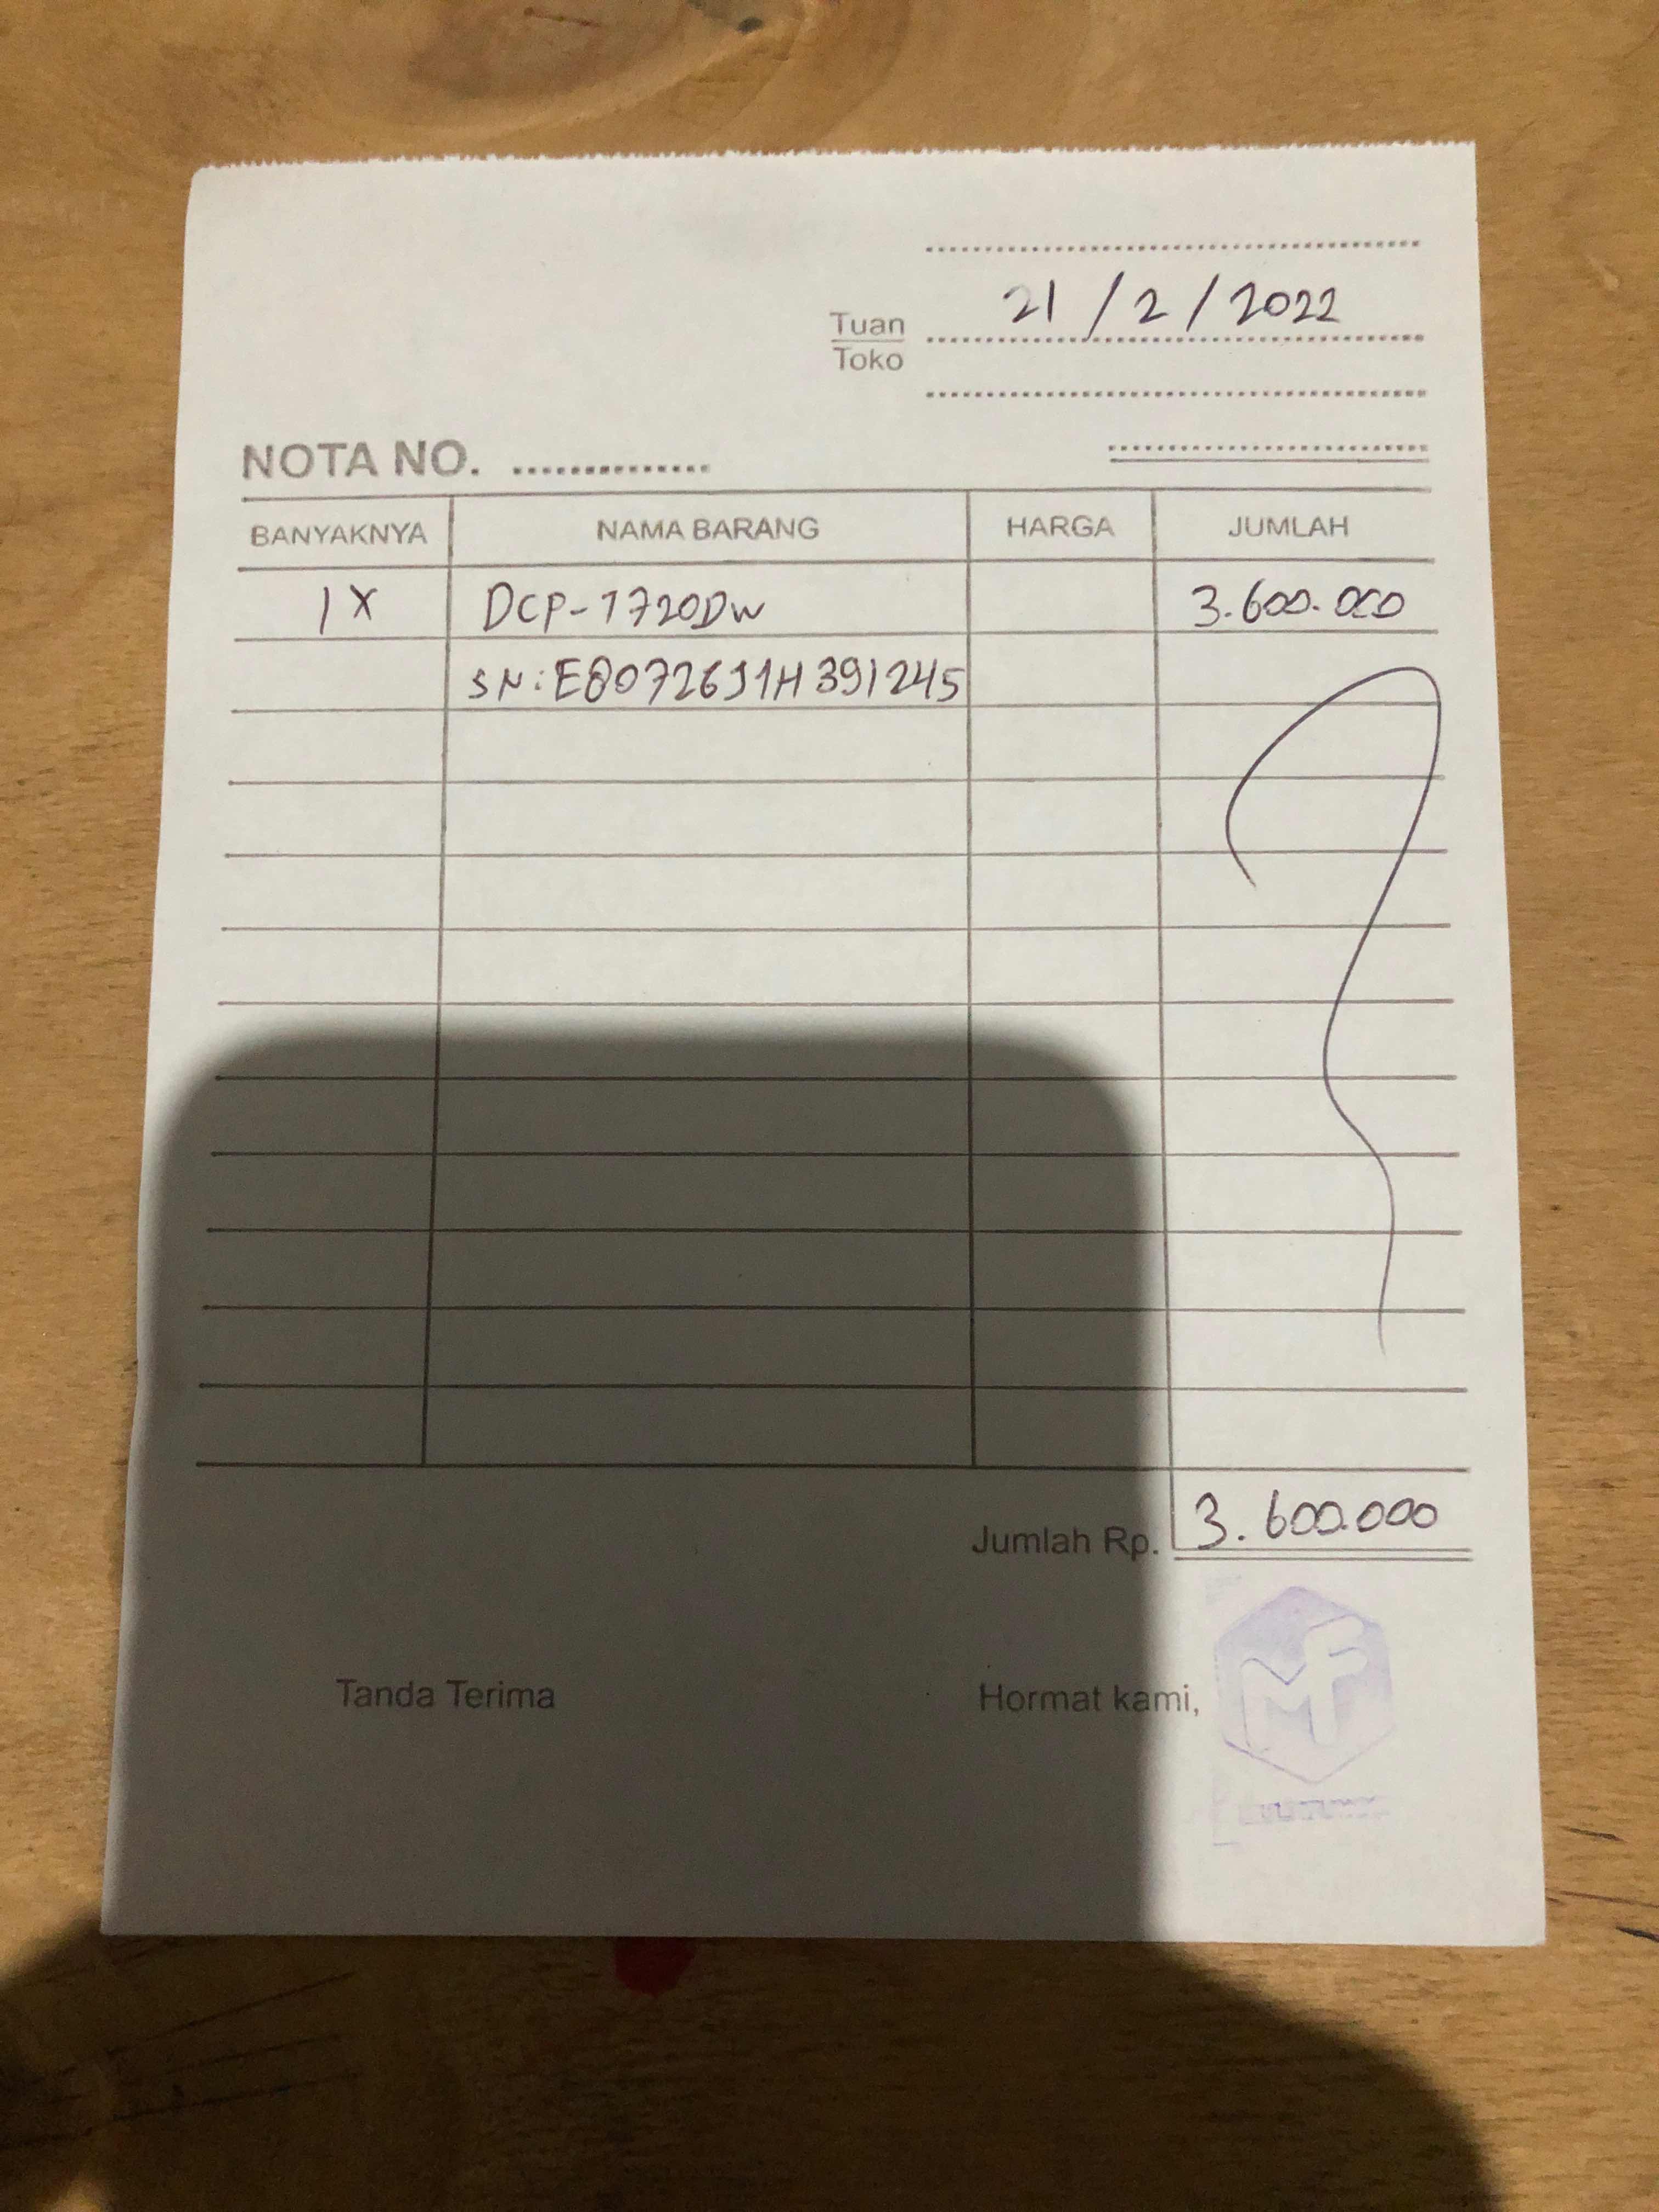 21/2/2022
Tuan
Toko
NOTA NO.
BANYAKNYA NAMA BARANG HARGA JUMLAH
1X DCP-T720DW 3.600.000
SN:E80726J1H391245
Jumlah Rp. 3.600.000
Tanda Terima Hormat kami,
MF